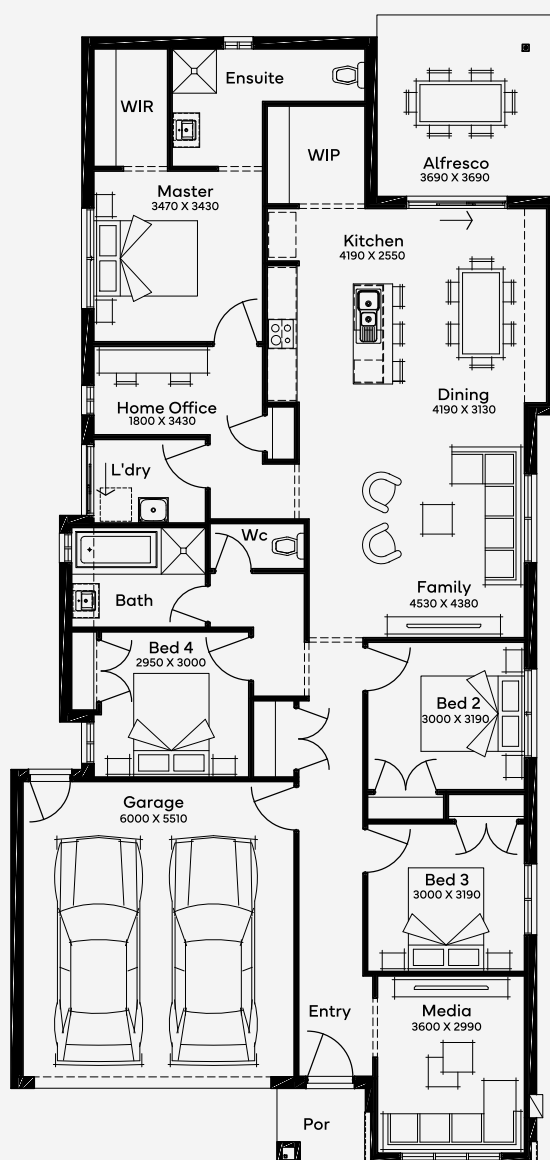 Ensuite
WIR
WIP
Alfresco
3690 X 3690
Master
3470 X 3430
Kitchen
4190 X 2550
Dining
4190 X 3130
Home Office
1800 X 3430
L'dry
Wc
Bath
Family
4530 X 4380
Bed 4
2950 X 3000
Bed 2
3000 X 3190
Garage
6000 X 5510
Bed 3
3000 X 3190
Entry
Media
3600 X 2990
Por